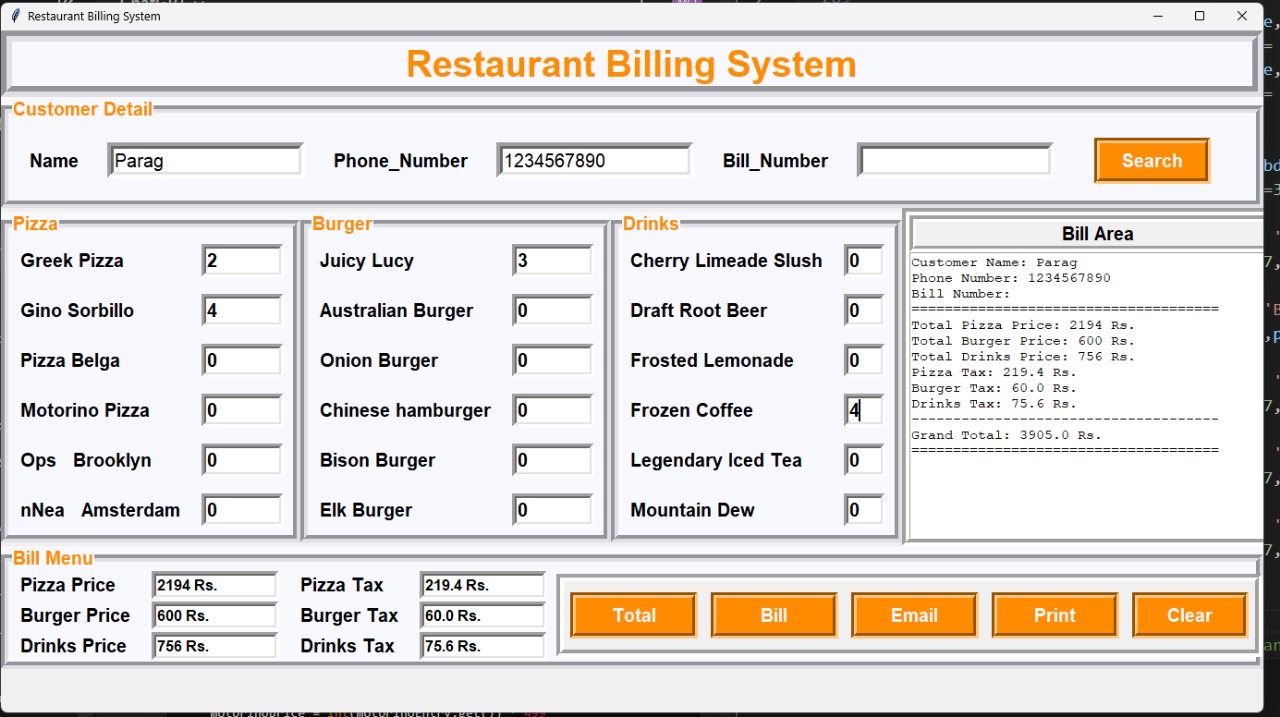 Restaurant Billing System
Restaurant Billing System
Customer Detail
Name Parag Phone_Number 1234567890 Bill_Number Search
Pizza
Greek Pizza 2
Gino Sorbillo 4
Pizza Belga 0
Motorino Pizza 0
Ops Brooklyn 0
nNea Amsterdam 0
Burger
Juicy Lucy 3
Australian Burger 0
Onion Burger 0
Chinese hamburger 0
Bison Burger 0
Elk Burger 0
Drinks
Cherry Limeade Slush 0
Draft Root Beer 0
Frosted Lemonade 0
Frozen Coffee 4
Legendary Iced Tea 0
Mountain Dew 0
Bill Area
Customer Name: Parag
Phone Number: 1234567890
Bill Number:
=====================================
Total Pizza Price: 2194 Rs.
Total Burger Price: 600 Rs.
Total Drinks Price: 756 Rs.
Pizza Tax: 219.4 Rs.
Burger Tax: 60.0 Rs.
Drinks Tax: 75.6 Rs.
-------------------------------------
Grand Total: 3905.0 Rs.
=====================================
Bill Menu
Pizza Price 2194 Rs. Pizza Tax 219.4 Rs.
Burger Price 600 Rs. Burger Tax 60.0 Rs.
Drinks Price 756 Rs. Drinks Tax 75.6 Rs.
Total Bill Email Print Clear